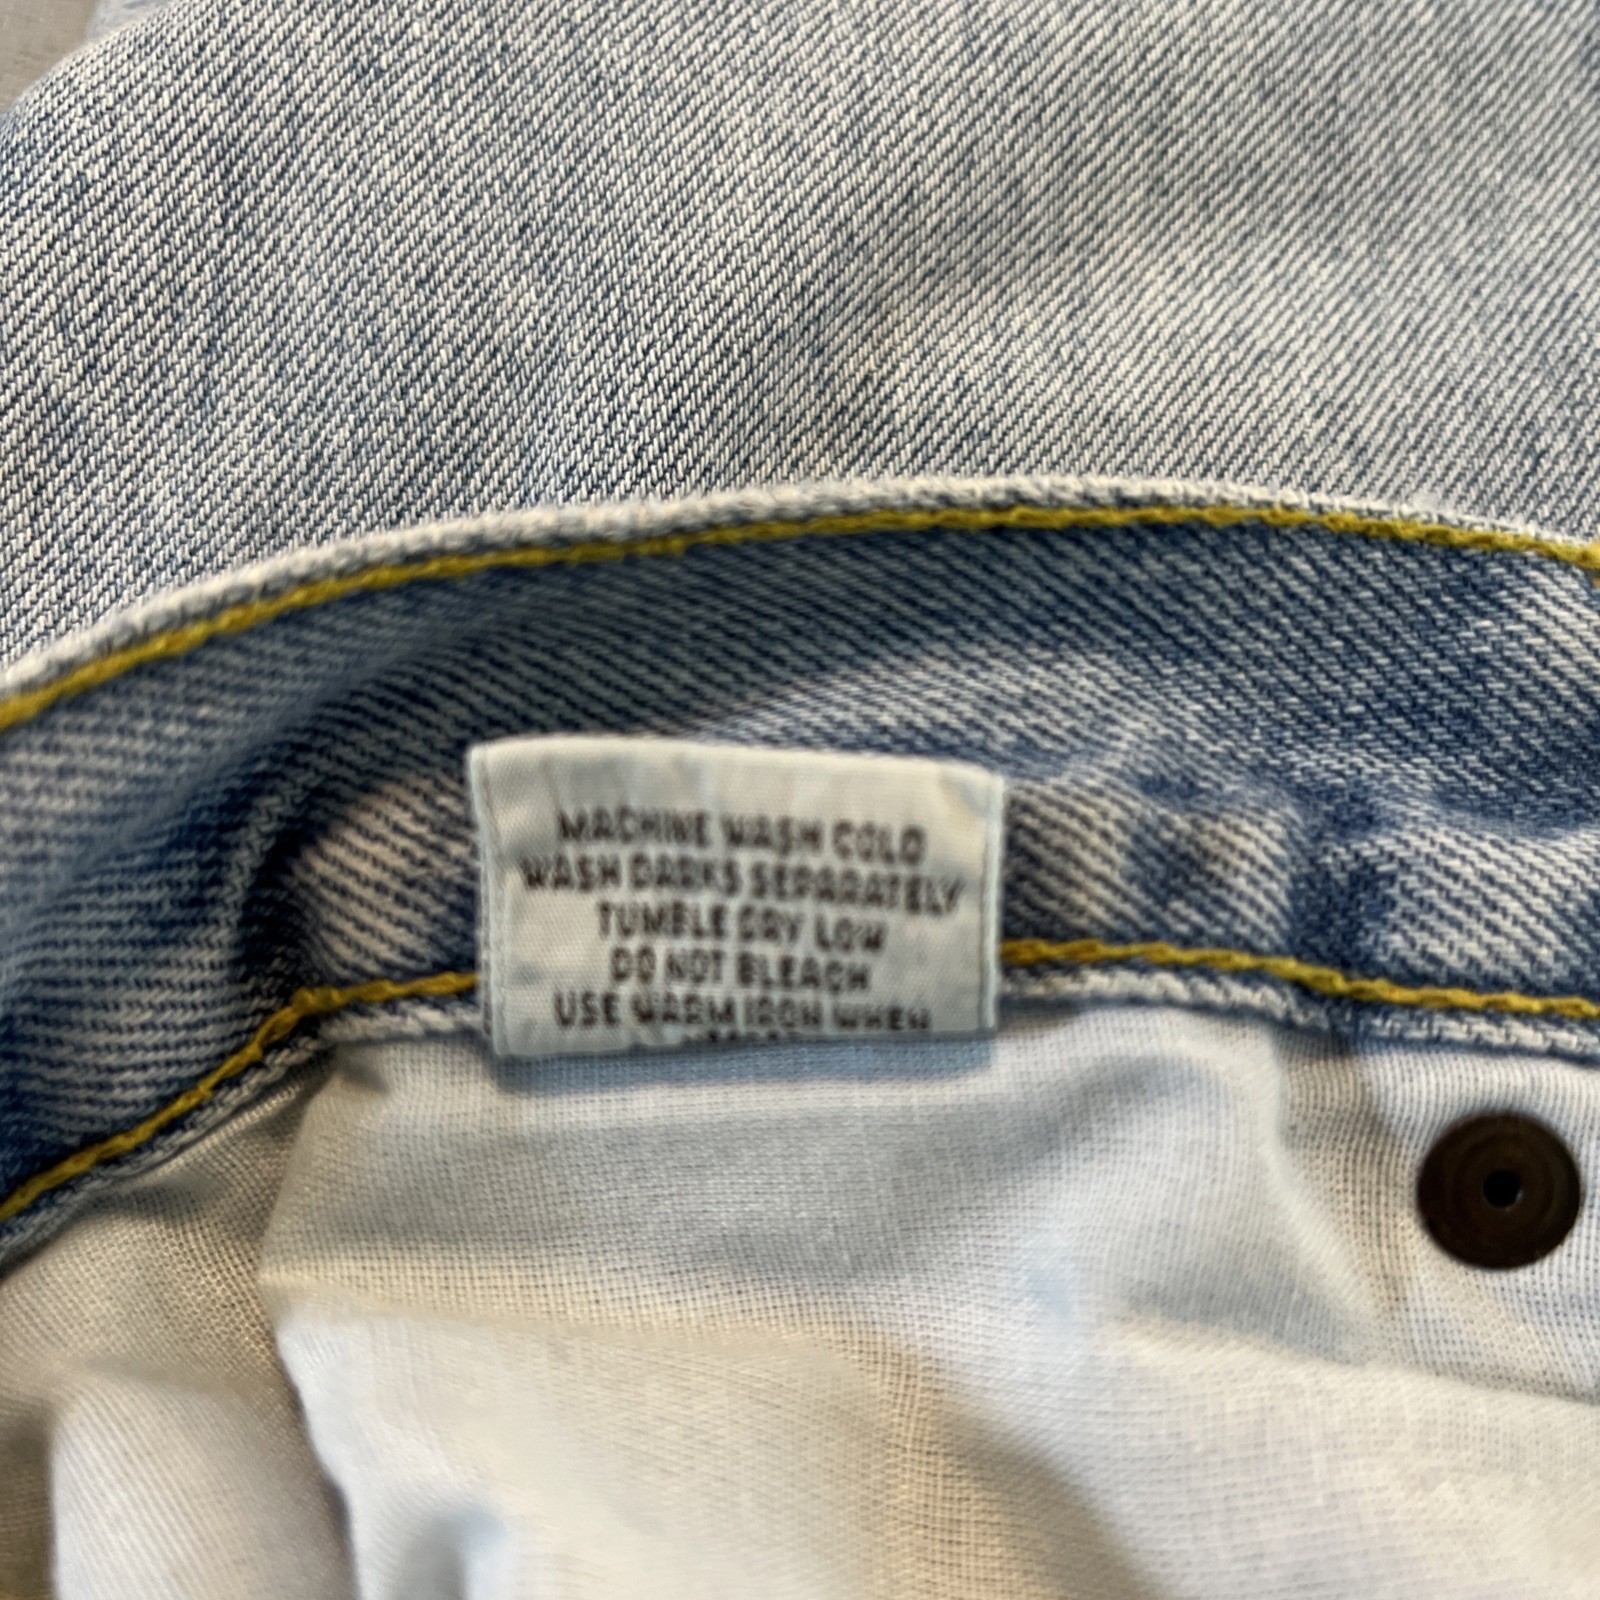 MACHINE WASH COLD
WASH DARKS SEPARATELY
TUMBLE DRY LOW
DO NOT BLEACH
USE WARM IRON WHEN